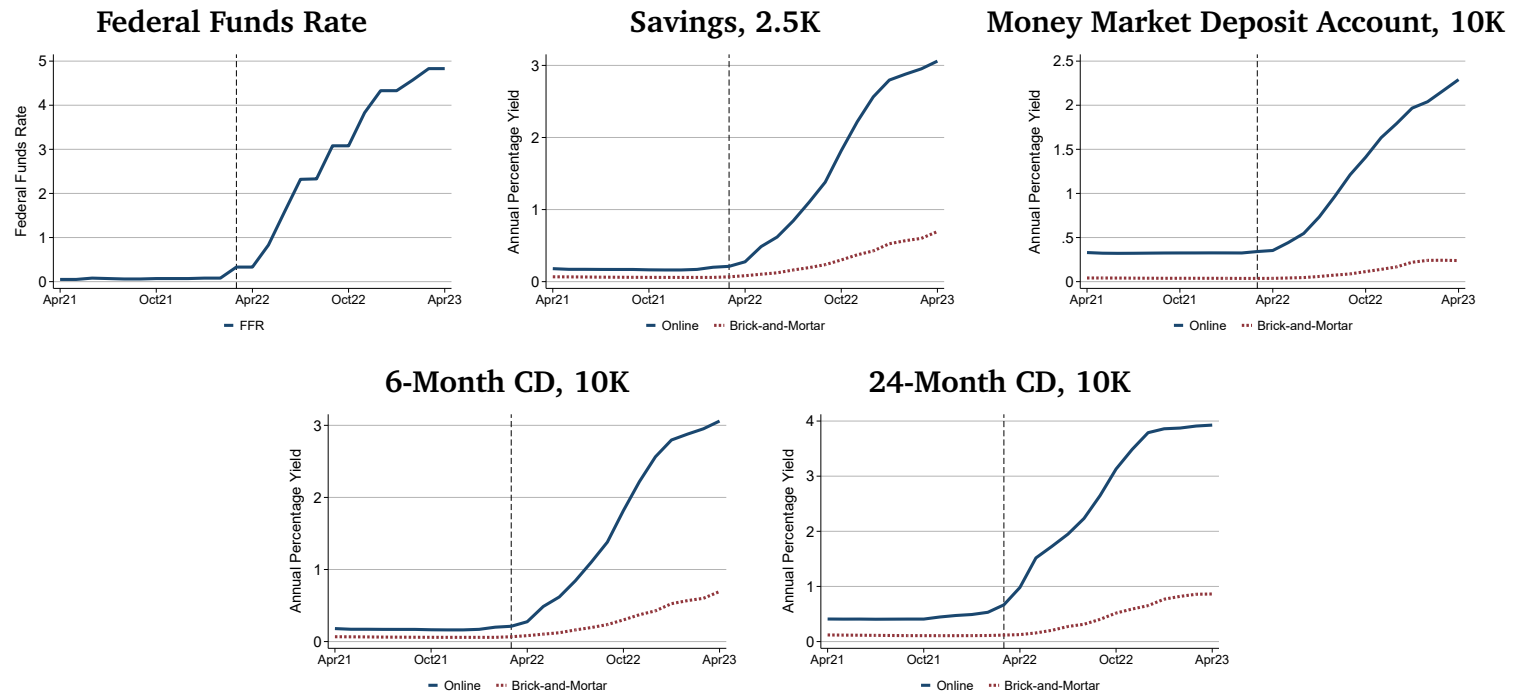 Federal Funds Rate
Federal Funds Rate
5
4
3
2
1
0
Apr21 Oct21 Apr22 Oct22 Apr23
FFR
Savings, 2.5K
Annual Percentage Yield
3
2
1
0
Apr21 Oct21 Apr22 Oct22 Apr23
Online Brick-and-Mortar
Money Market Deposit Account, 10K
Annual Percentage Yield
2.5
2
1.5
1
.5
0
Apr21 Oct21 Apr22 Oct22 Apr23
Online Brick-and-Mortar
6-Month CD, 10K
Annual Percentage Yield
3
2
1
0
Apr21 Oct21 Apr22 Oct22 Apr23
Online Brick-and-Mortar
24-Month CD, 10K
Annual Percentage Yield
4
3
2
1
0
Apr21 Oct21 Apr22 Oct22 Apr23
Online Brick-and-Mortar